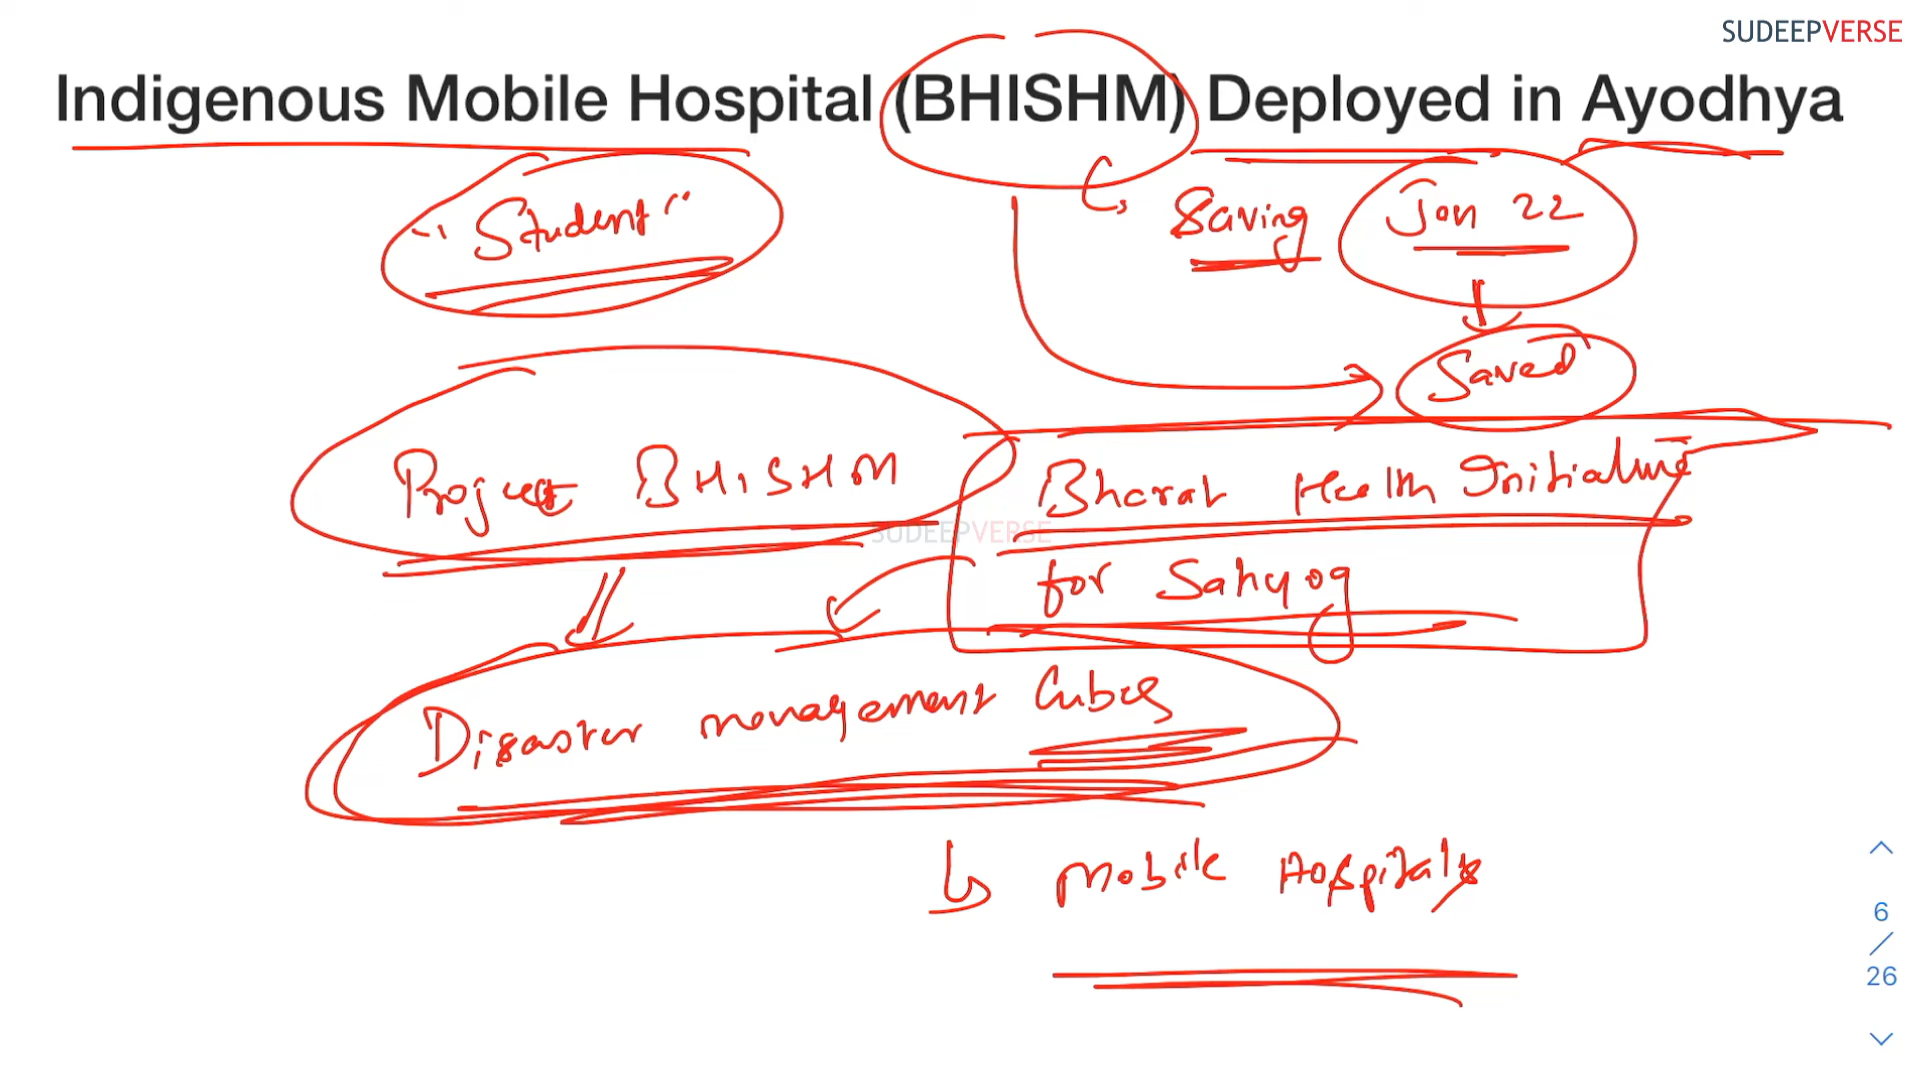 SUDEEPVERSE
Indigenous Mobile Hospital (BHISHM) Deployed in Ayodhya
"Student"
Saving
Jan 22
Saved
Project BHISHM
Bharat Health Initiative
for Sahyog
SUDEEPVERSE
Disaster management Cubes
Mobile Hospitals
6
/
26